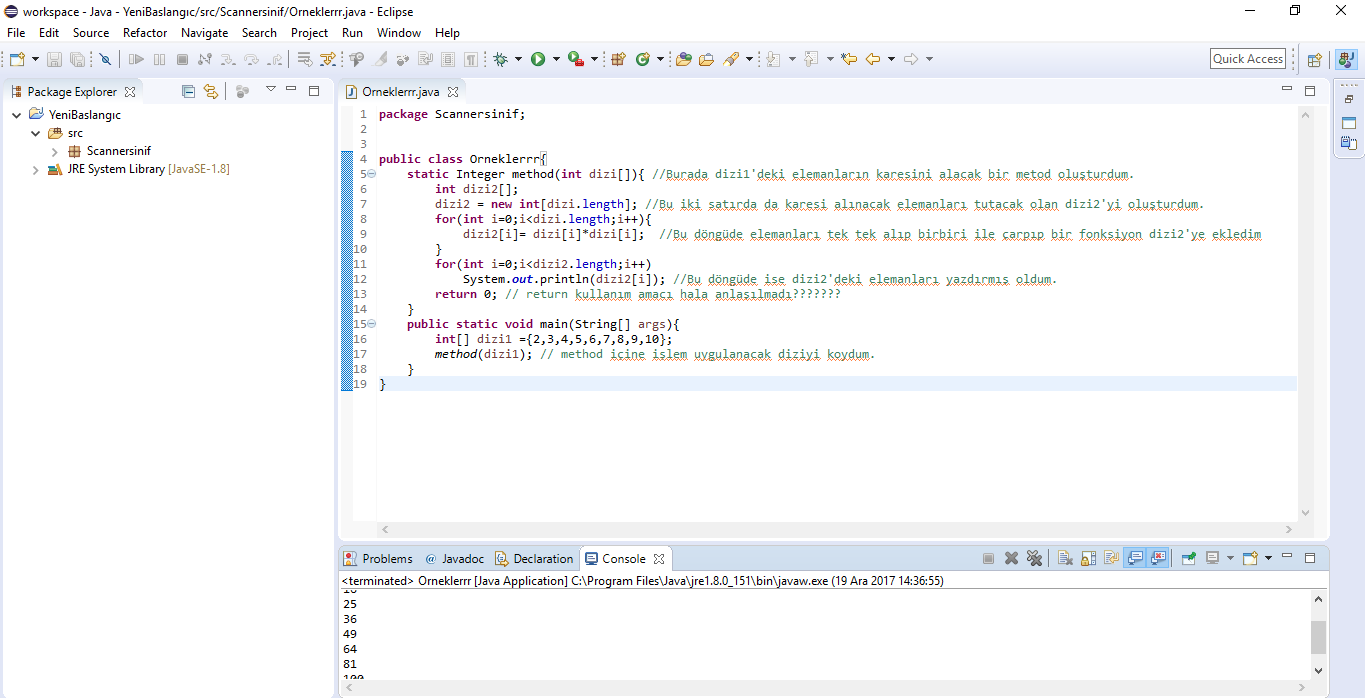 workspace - Java - YeniBaslangıc/src/Scannersinif/Orneklerrr.java - Eclipse
File Edit Source Refactor Navigate Search Project Run Window Help
Quick Access
Package Explorer
YeniBaslangıc
src
Scannersinif
JRE System Library [JavaSE-1.8]
Orneklerrr.java
1 package Scannersinif;
2
3
4 public class Orneklerrr{
5 static Integer method(int dizi[]){ //Burada dizi1'deki elemanların karesini alacak bir metod oluşturdum.
6 int dizi2[];
7 dizi2 = new int[dizi.length]; //Bu iki satırda da karesi alınacak elemanları tutacak olan dizi2'yi oluşturdum.
8 for(int i=0;i<dizi.length;i++){
9 dizi2[i]= dizi[i]*dizi[i]; //Bu döngüde elemanları tek tek alıp birbiri ile çarpıp bir fonksiyon dizi2'ye ekledim
10 }
11 for(int i=0;i<dizi2.length;i++)
12 System.out.println(dizi2[i]); //Bu döngüde ise dizi2'deki elemanları yazdırmış oldum.
13 return 0; // return kullanım amacı hala anlaşılmadı???????
14 }
15 public static void main(String[] args){
16 int[] dizi1 ={2,3,4,5,6,7,8,9,10};
17 method(dizi1); // method içine işlem uygulanacak diziyi koydum.
18 }
19 }
Problems @ Javadoc Declaration Console
<terminated> Orneklerrr [Java Application] C:\Program Files\Java\jre1.8.0_151\bin\javaw.exe (19 Ara 2017 14:36:55)
16
25
36
49
64
81
100